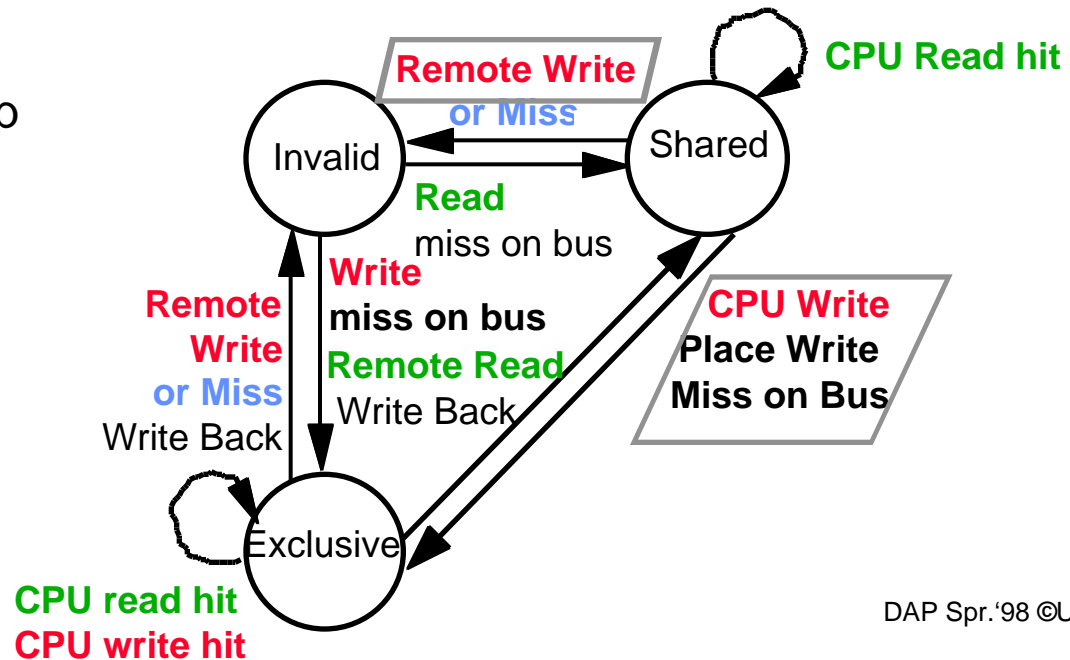 Remote Write
or Miss
CPU Read hit
Invalid
Shared
Read
miss on bus
Write
miss on bus
Remote
Write
or Miss
Write Back
Remote Read
Write Back
CPU Write
Place Write
Miss on Bus
Exclusive
CPU read hit
CPU write hit
DAP Spr.‘98 ©U